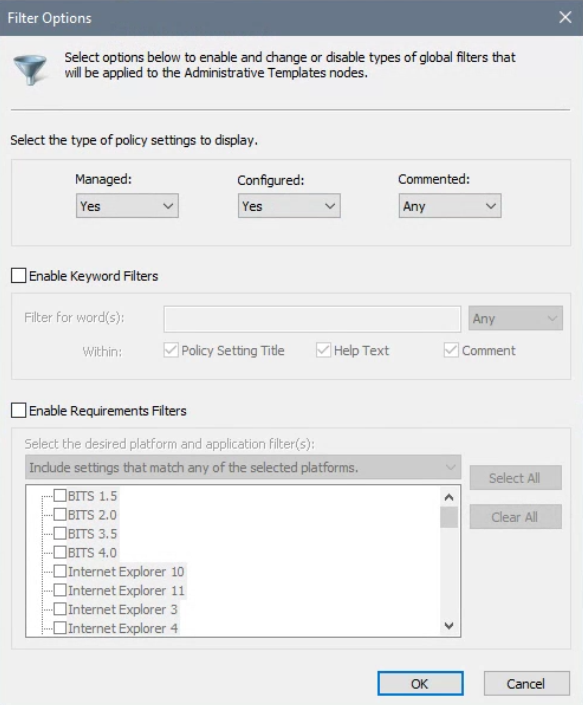 Filter Options
Select options below to enable and change or disable types of global filters that
will be applied to the Administrative Templates nodes.
Select the type of policy settings to display.
Managed: Configured: Commented:
Yes Yes Any
Enable Keyword Filters
Filter for word(s): Any
Within: Policy Setting Title Help Text Comment
Enable Requirements Filters
Select the desired platform and application filter(s):
Include settings that match any of the selected platforms. Select All
BITS 1.5
BITS 2.0 Clear All
BITS 3.5
BITS 4.0
Internet Explorer 10
Internet Explorer 11
Internet Explorer 3
Internet Explorer 4
OK Cancel